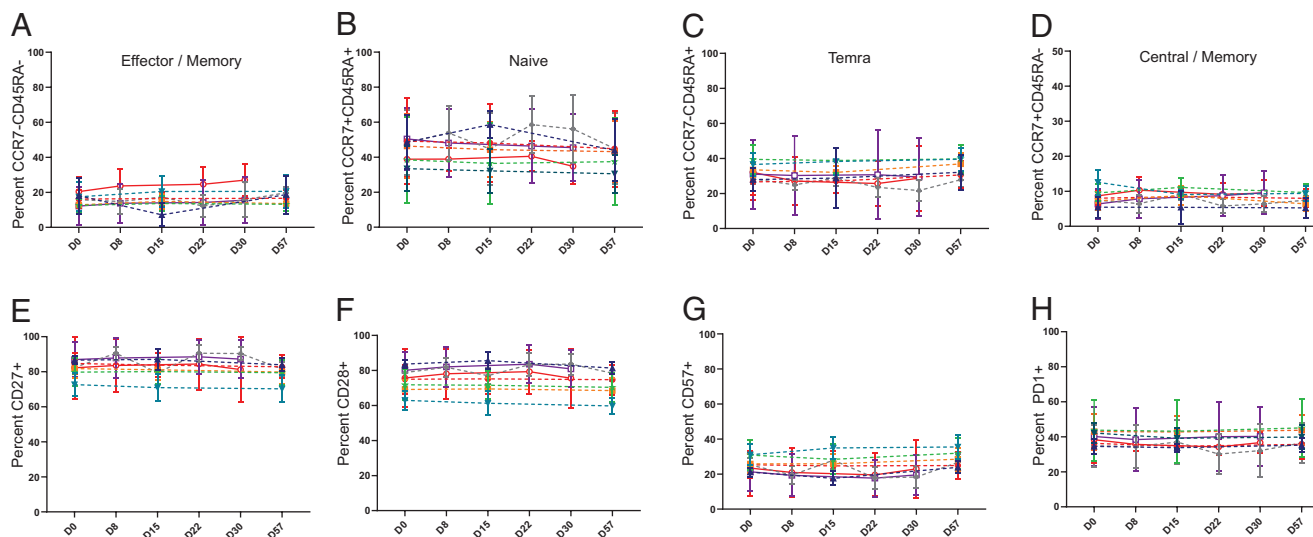 A
Effector / Memory
Percent CCR7-CD45RA-
100
80
60
40
20
0
D0 D8 D15 D22 D30 D57
B
Naive
Percent CCR7+CD45RA+
100
80
60
40
20
0
D0 D8 D15 D22 D30 D57
C
Temra
Percent CCR7-CD45RA+
100
80
60
40
20
0
D0 D8 D15 D22 D30 D57
D
Central / Memory
Percent CCR7+CD45RA-
50
40
30
20
10
0
D0 D8 D15 D22 D30 D57
E
Percent CD27+
100
80
60
40
20
0
D0 D8 D15 D22 D30 D57
F
Percent CD28+
100
80
60
40
20
0
D0 D8 D15 D22 D30 D57
G
Percent CD57+
100
80
60
40
20
0
D0 D8 D15 D22 D30 D57
H
Percent PD1+
100
80
60
40
20
0
D0 D8 D15 D22 D30 D57